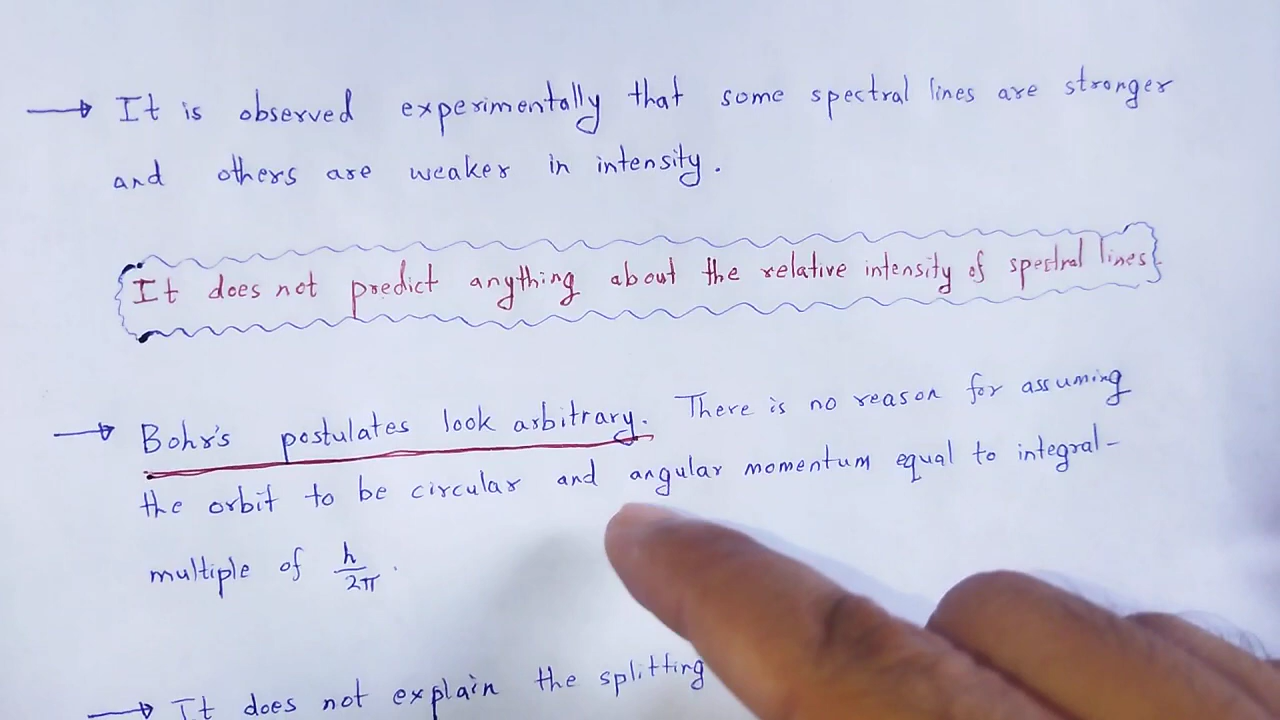 It is observed experimentally that some spectral lines are stronger
and others are weaker in intensity.
It does not predict anything about the relative intensity of spectral lines
Bohr's postulates look arbitrary. There is no reason for assuming
the orbit to be circular and angular momentum equal to integral-
multiple of h/2π.
It does not explain the splitting